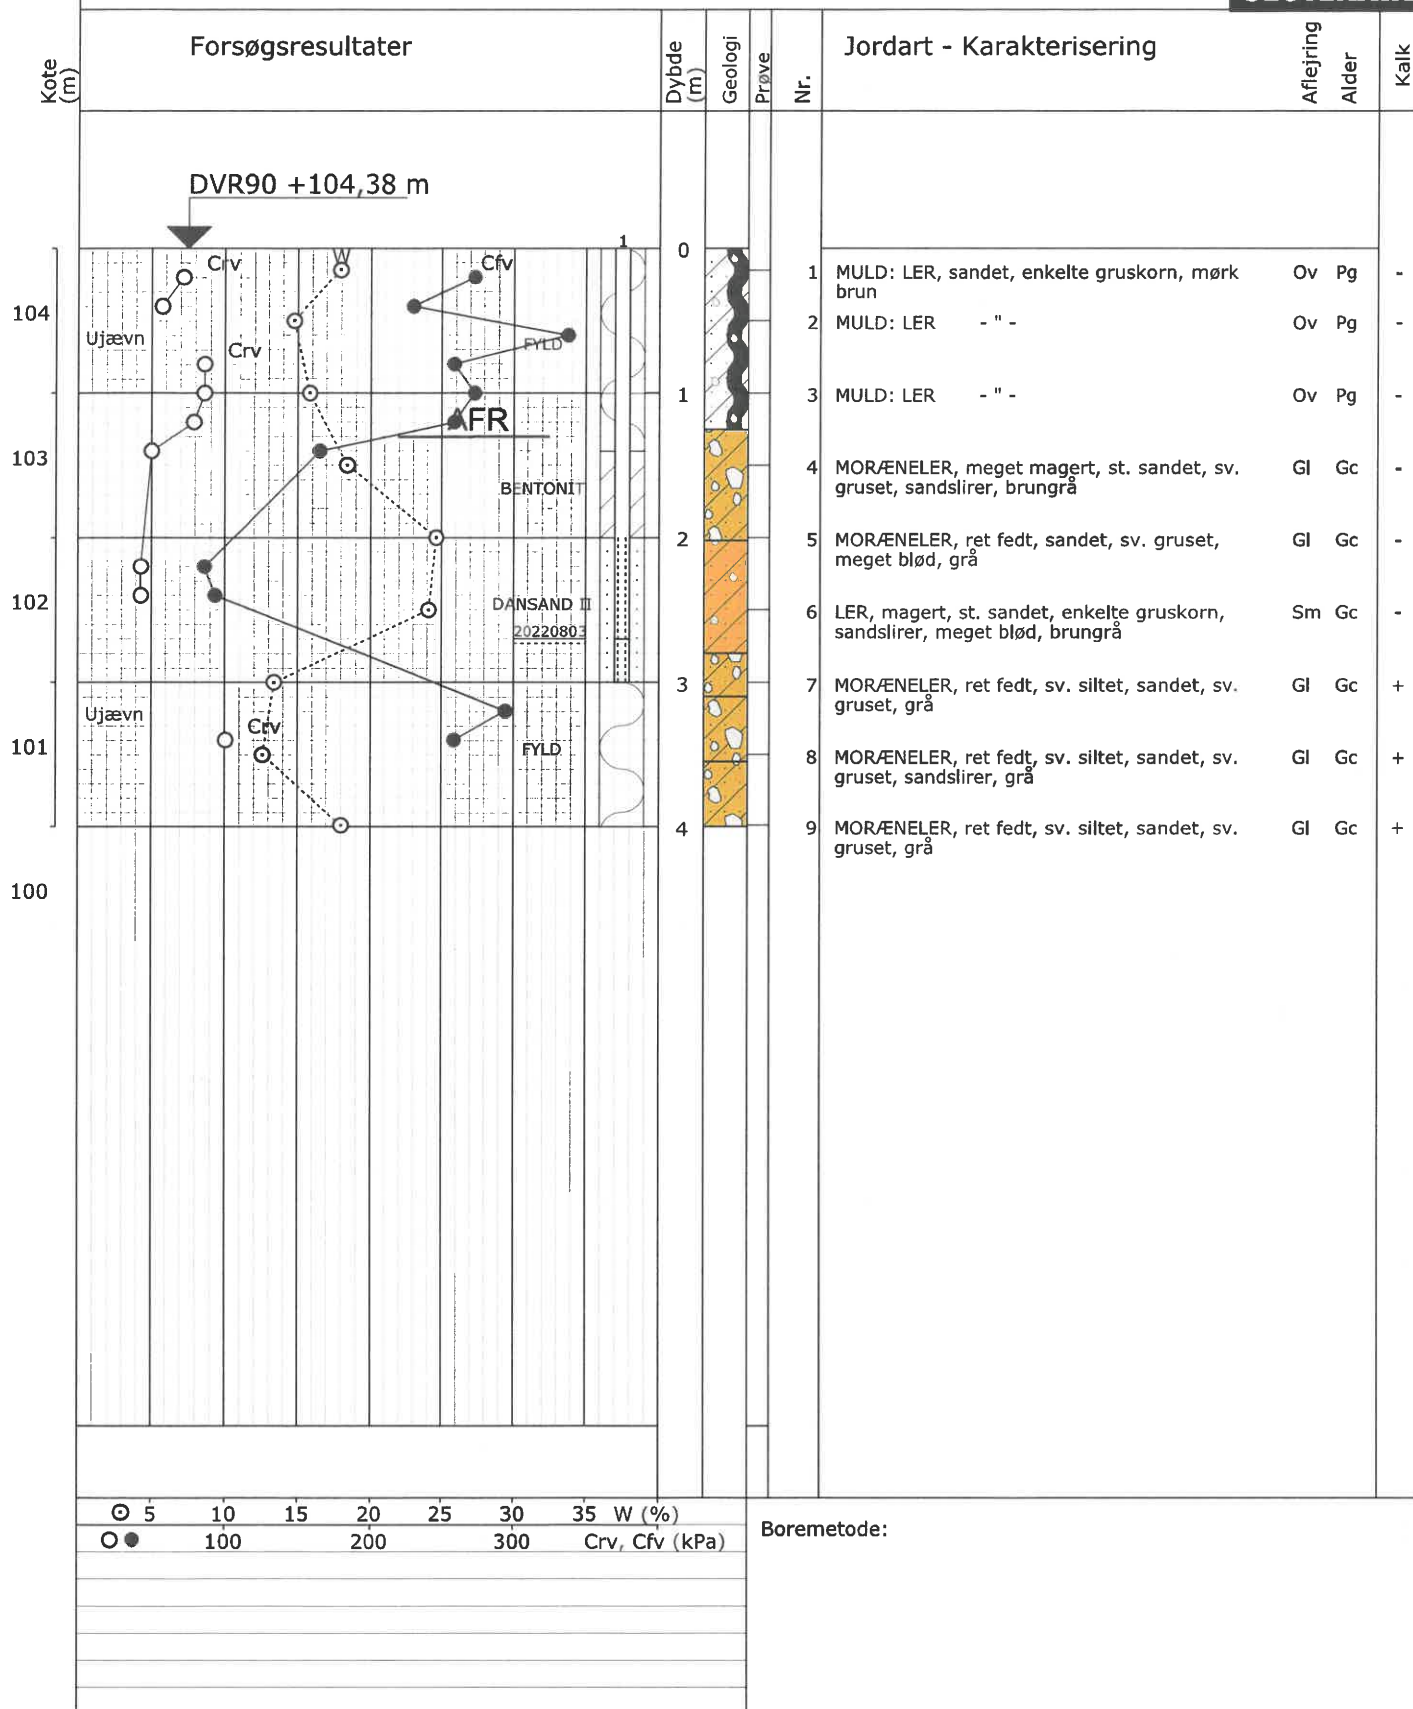 Kote (m)
Forsøgsresultater
Dybde (m)
Geologi
Prøve
Nr.
Jordart - Karakterisering
Aflejring
Alder
Kalk
DVR90 +104,38 m
1
0
Crv
W
Cfv
1 MULD: LER, sandet, enkelte gruskorn, mørk Ov Pg -
brun
104
2 MULD: LER - " - Ov Pg -
Ujævn
FYLD
Crv
1
3 MULD: LER - " - Ov Pg -
AFR
103
4 MORÆNELER, meget magert, st. sandet, sv. Gl Gc -
gruset, sandslirer, brungrå
BENTONIT
2
5 MORÆNELER, ret fedt, sandet, sv. gruset, Gl Gc -
meget blød, grå
102
DANSAND II
6 LER, magert, st. sandet, enkelte gruskorn, Sm Gc -
sandslirer, meget blød, brungrå
20220803
3
7 MORÆNELER, ret fedt, sv. siltet, sandet, sv. Gl Gc +
gruset, grå
Ujævn
Crv
101
FYLD
8 MORÆNELER, ret fedt, sv. siltet, sandet, sv. Gl Gc +
gruset, sandslirer, grå
4
9 MORÆNELER, ret fedt, sv. siltet, sandet, sv. Gl Gc +
gruset, grå
100
5 10 15 20 25 30 35 W (%)
100 200 300 Crv, Cfv (kPa)
Boremetode: